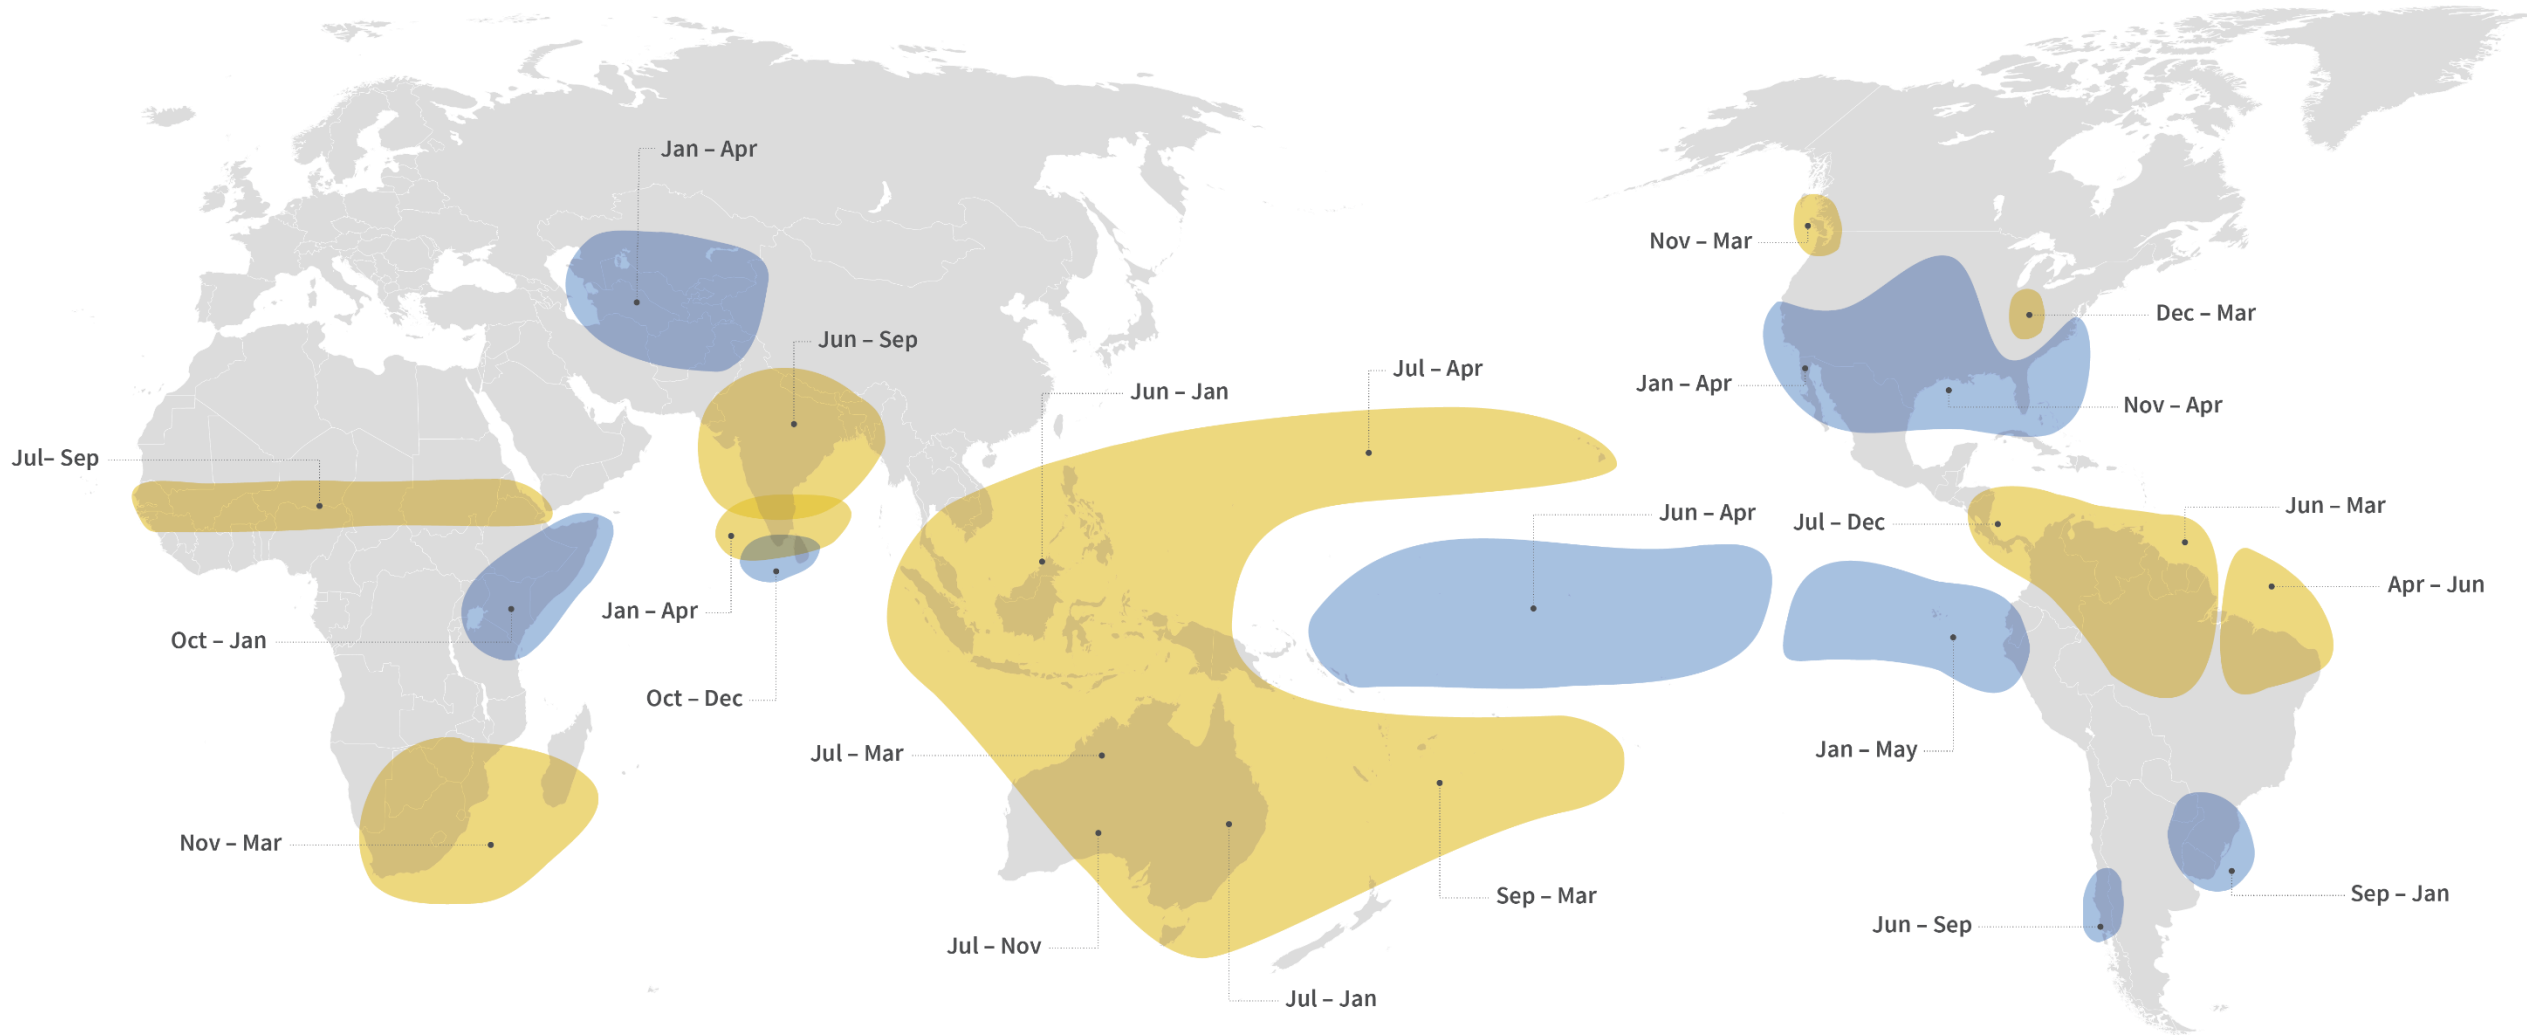 Jan – Apr
Nov – Mar
Dec – Mar
Jun – Sep
Jul – Apr
Jun – Jan
Jan – Apr
Nov – Apr
Jul– Sep
Jun – Apr
Jul – Dec
Jun – Mar
Apr – Jun
Jan – Apr
Oct – Jan
Oct – Dec
Jul – Mar
Jan – May
Nov – Mar
Sep – Mar
Sep – Jan
Jun – Sep
Jul – Nov
Jul – Jan